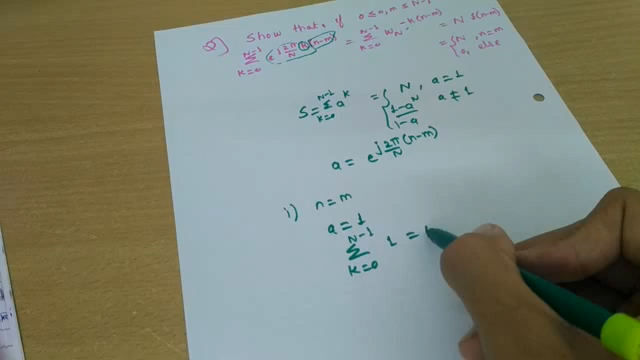 Q) Show that, if 0 ≤ n, m ≤ N-1
N-1 Σ k=0 e^{j 2π/N k(n-m)} = N-1 Σ k=0 W_N^{-k(n-m)} = N δ(n-m)
= { N, n=m
0, else
S = N-1 Σ k=0 a^k = { N, a=1
(1-a^N)/(1-a) a≠1
a = e^{j 2π/N (n-m)}
i) n=m
a=1
N-1 Σ k=0 1 =